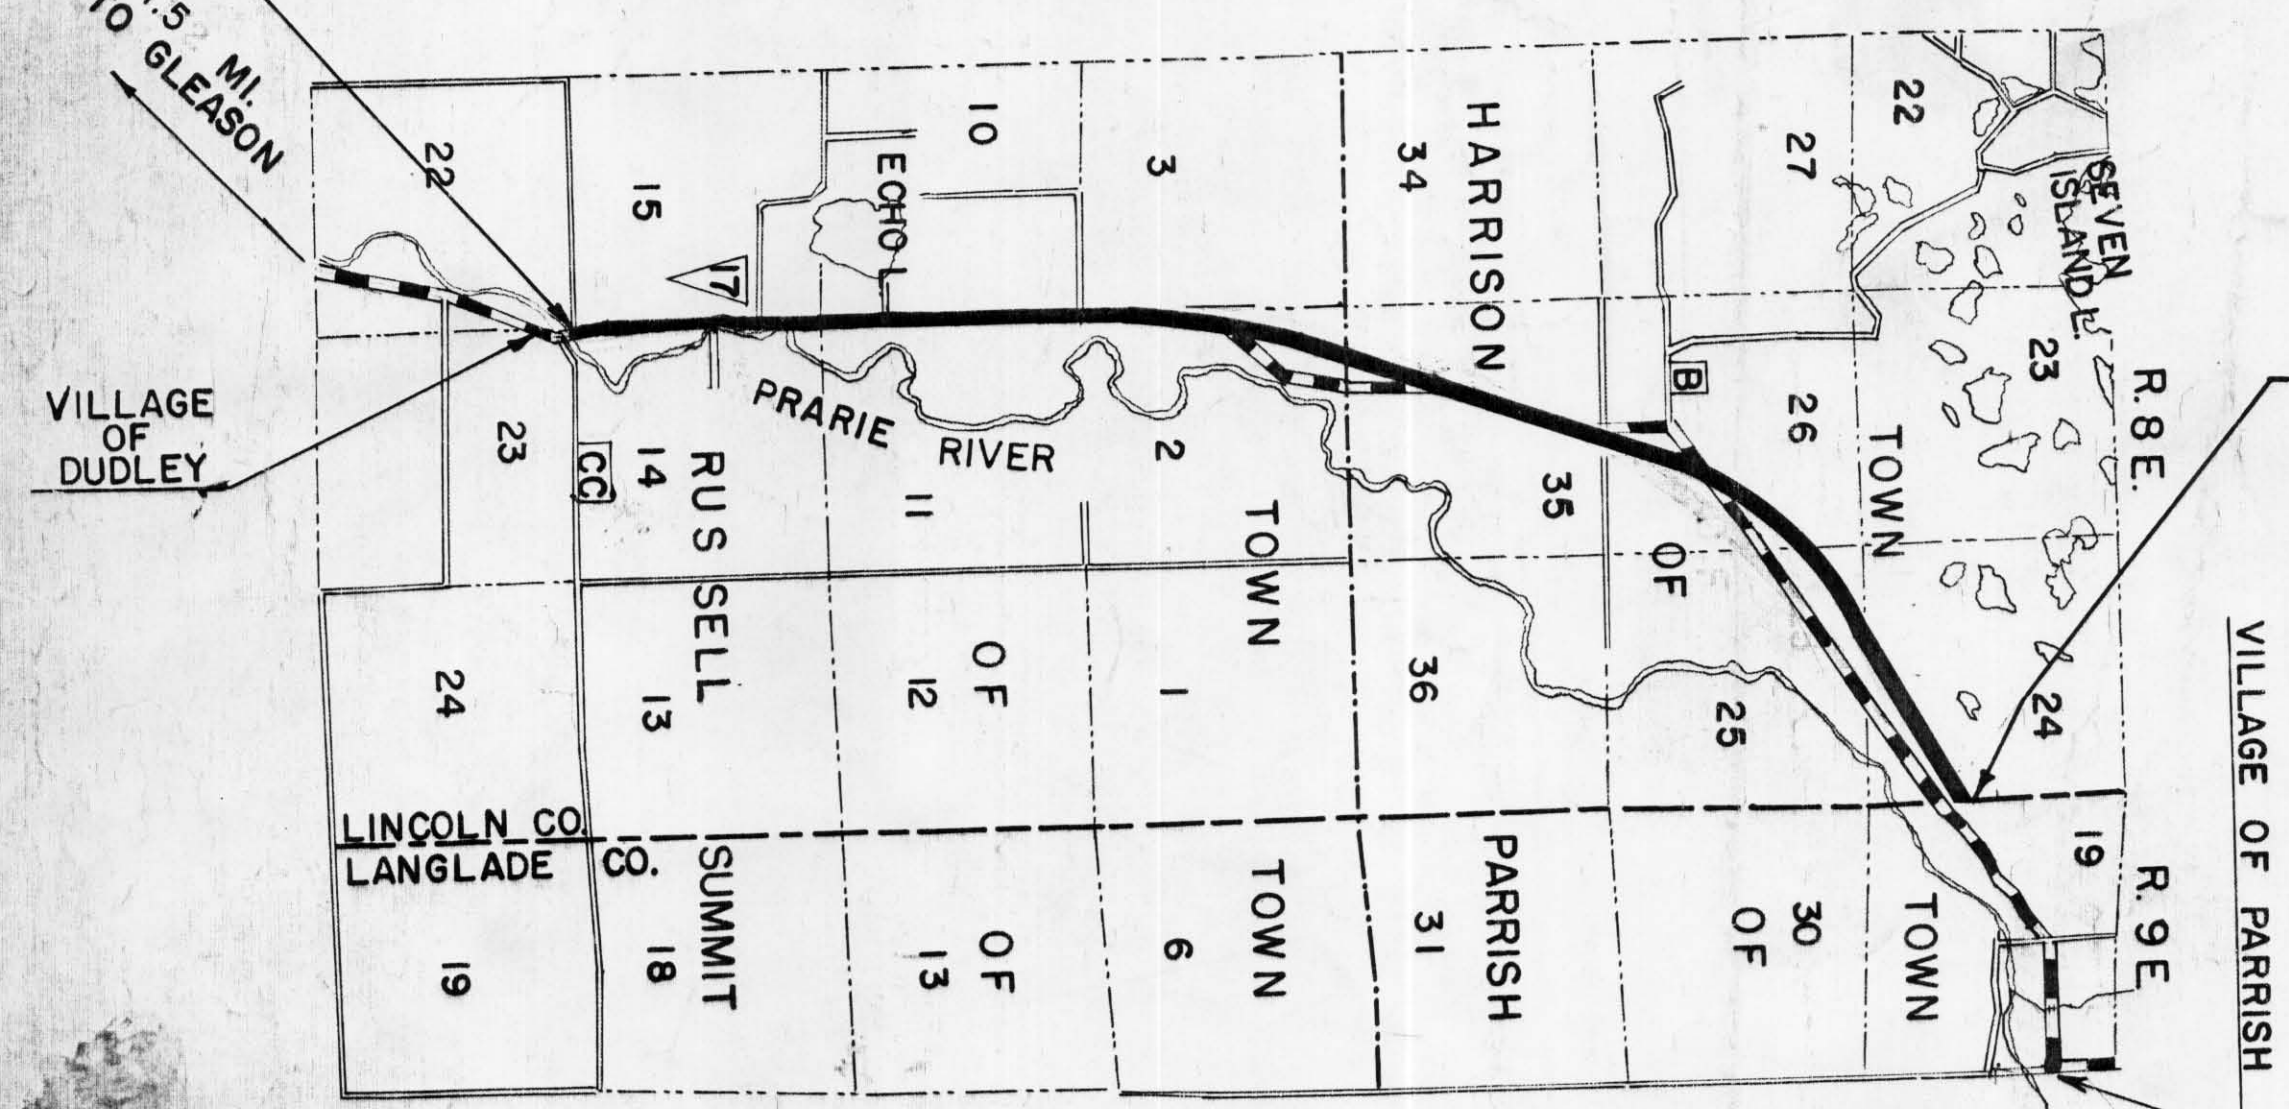 .5 MI.
TO GLEASON
VILLAGE
OF
DUDLEY
22
15
10
3
34
27
22
17
ECHO L.
HARRISON
SEVEN
ISLAND L.
23
CC
14
PRARIE RIVER
11
2
35
B
26
23
R. 8 E.
RUSSELL
OF
TOWN
OF
TOWN
24
13
12
1
36
25
24
LINCOLN CO.
LANGLADE CO.
19
18
13
6
31
30
19
R. 9 E
SUMMIT
OF
TOWN
PARRISH
OF
TOWN
VILLAGE OF PARRISH